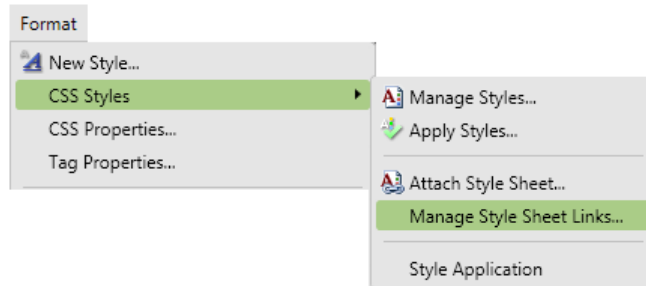 Format
New Style...
CSS Styles
CSS Properties...
Tag Properties...
Manage Styles...
Apply Styles...
Attach Style Sheet...
Manage Style Sheet Links...
Style Application